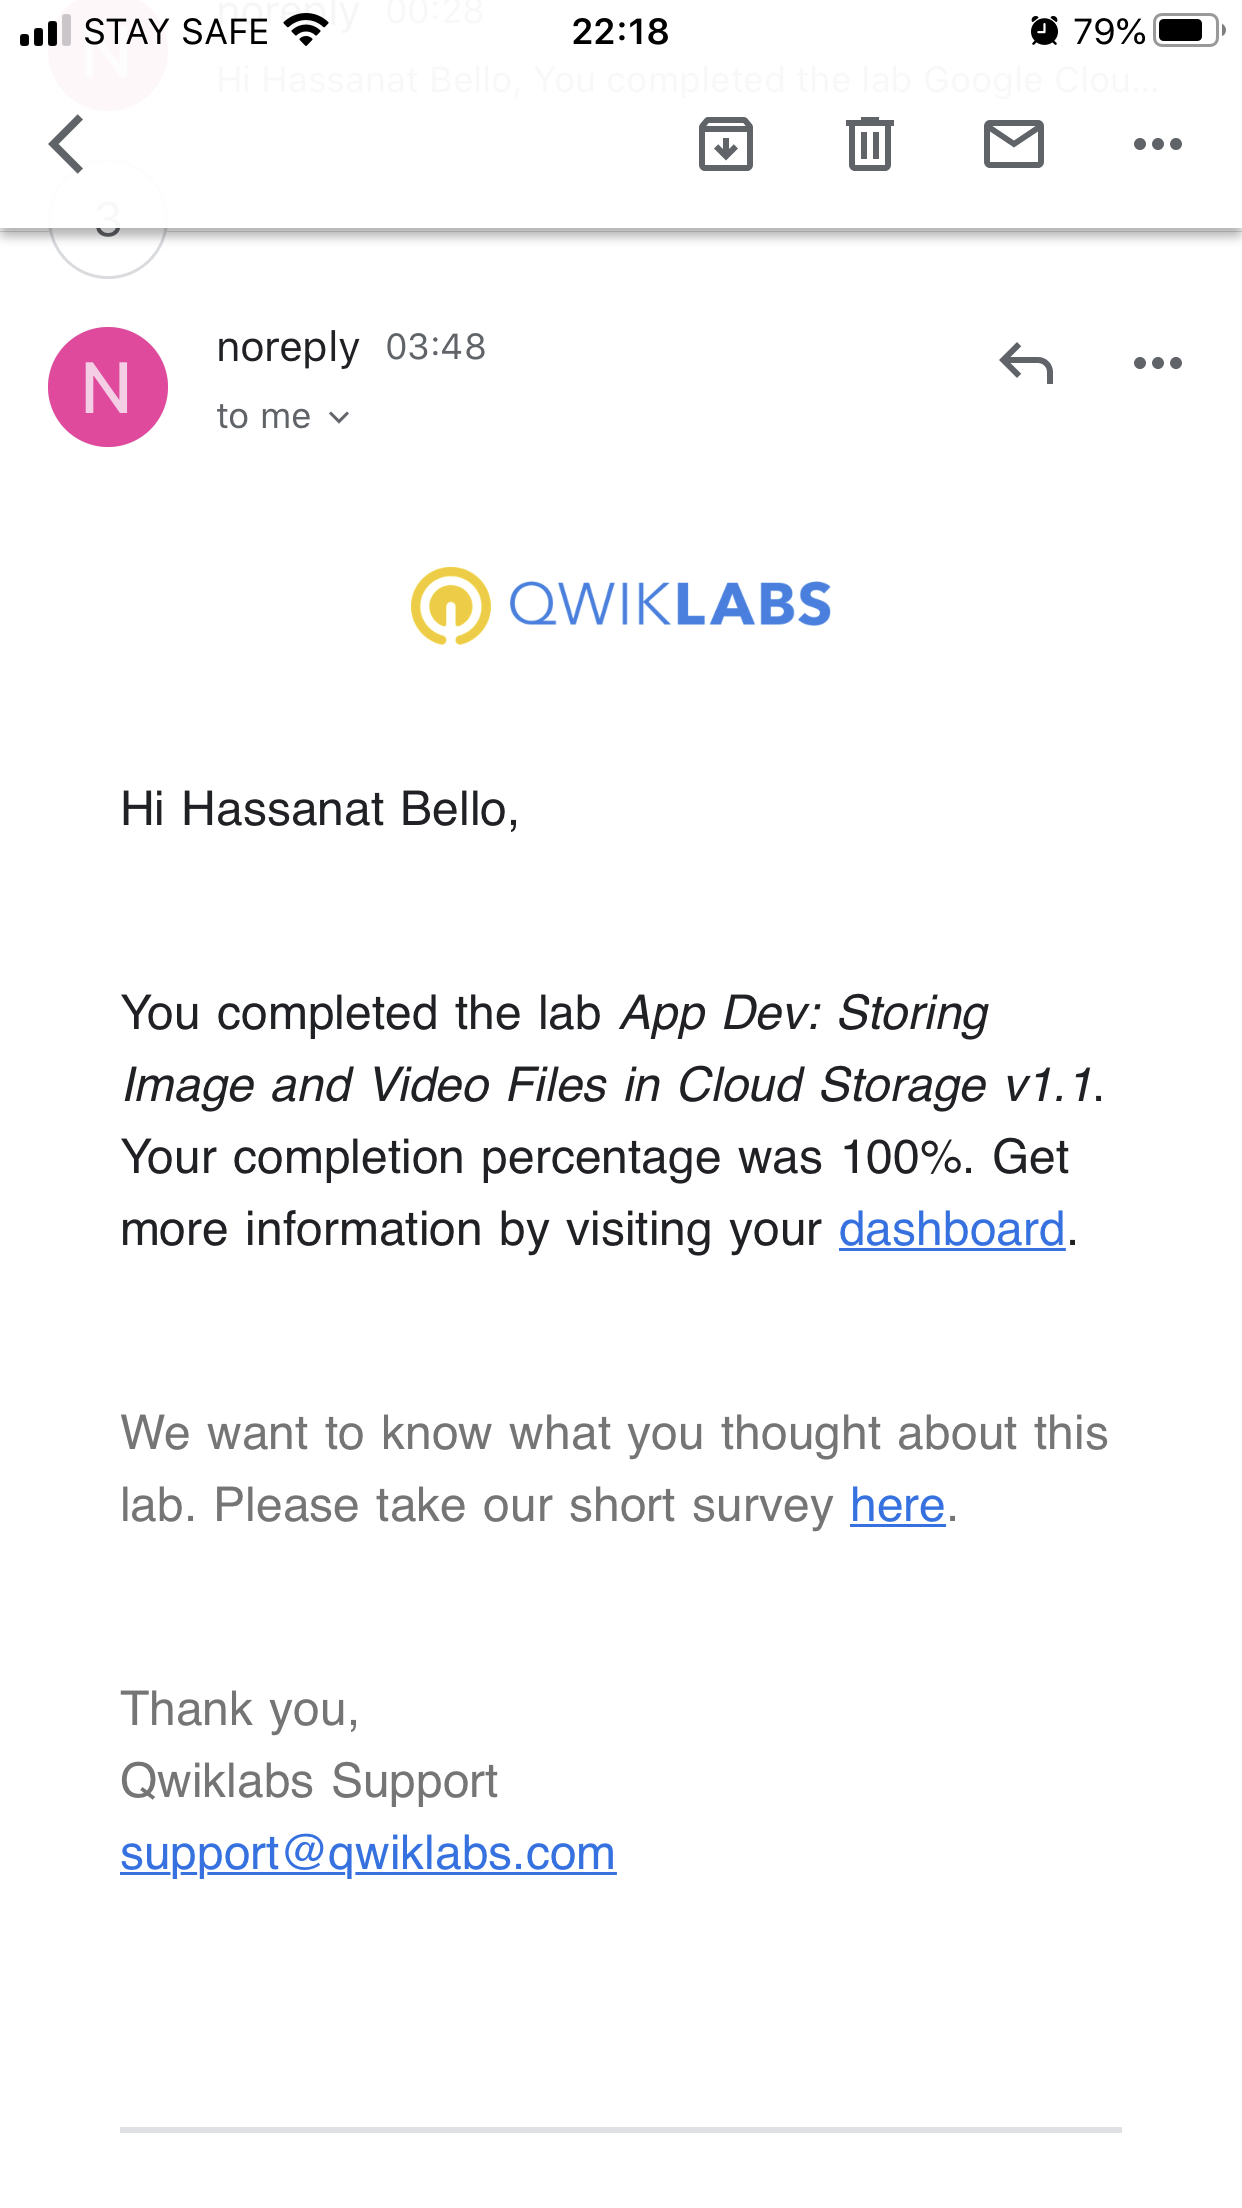 noreply 00:28
STAY SAFE 22:18 79%
N
Hi Hassanat Bello, You completed the lab Google Clou...
3
noreply 03:48
N
to me
QWIKLABS
Hi Hassanat Bello,
You completed the lab App Dev: Storing
Image and Video Files in Cloud Storage v1.1.
Your completion percentage was 100%. Get
more information by visiting your dashboard.
We want to know what you thought about this
lab. Please take our short survey here.
Thank you,
Qwiklabs Support
support@qwiklabs.com